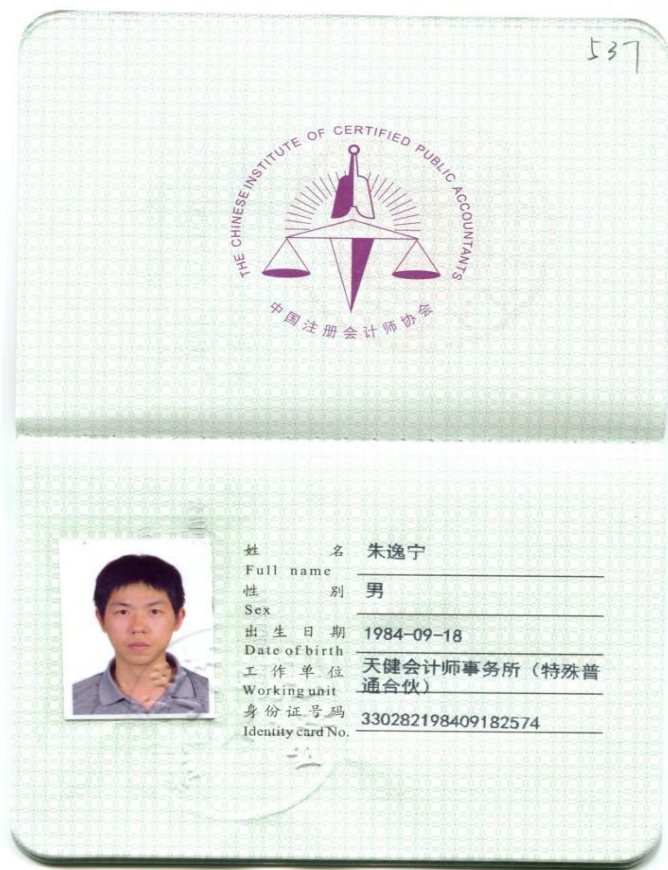 537
THE CHINESE INSTITUTE OF CERTIFIED PUBLIC ACCOUNTANTS
中国注册会计师协会
姓 名 朱逸宁
Full name
性 别 男
Sex
出生日期 1984-09-18
Date of birth
工作单位 天健会计师事务所（特殊普
Working unit 通合伙）
身份证号码 330282198409182574
Identity card No.